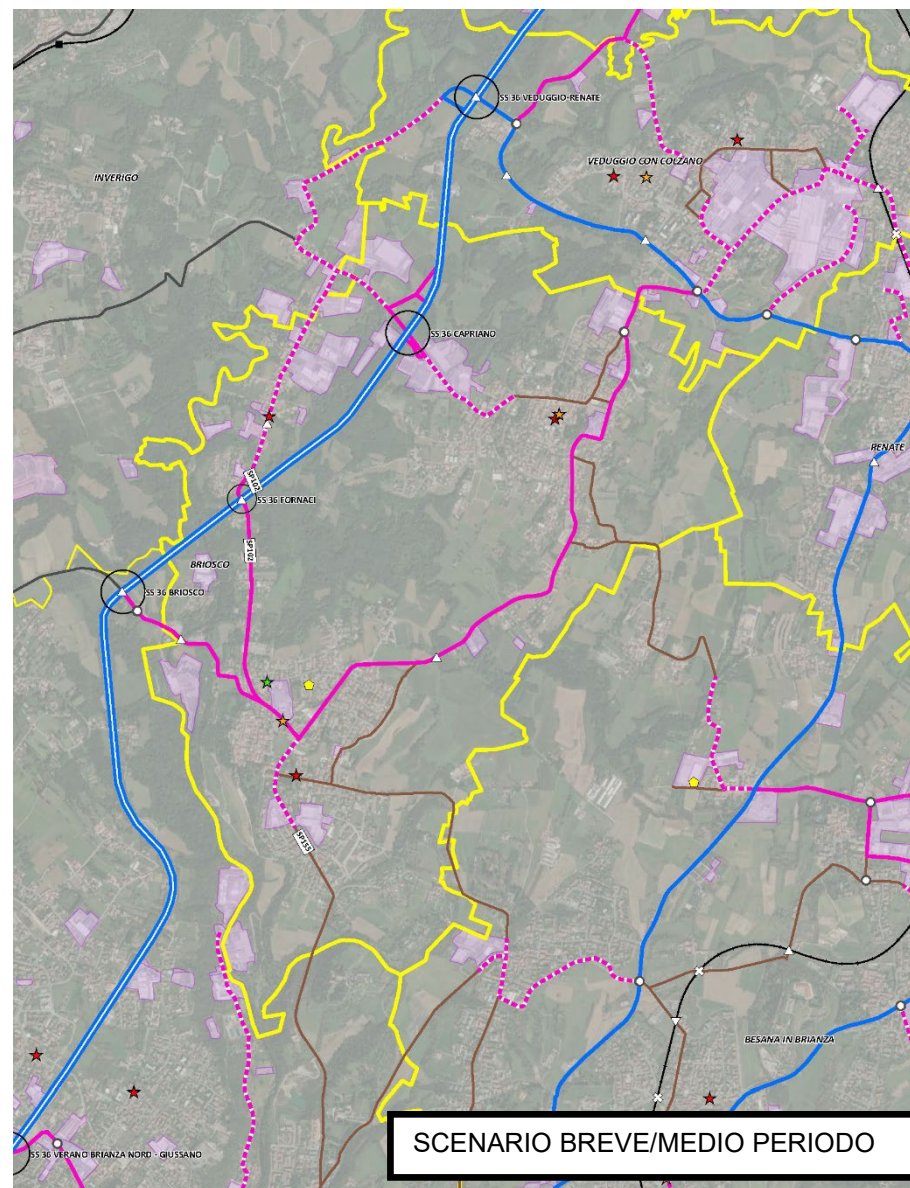 SS 36 VEDUGGIO-RENATE
VEDUGGIO CON COLZANO
INVERIGO
SS 36 CAPRIANO
RENATE
SP102
SS 36 FORNACI
SP102
BRIOSCO
SS 36 BRIOSCO
SP155
BESANA IN BRIANZA
SCENARIO BREVE/MEDIO PERIODO
SS 36 VERANO BRIANZA NORD - GIUSSANO